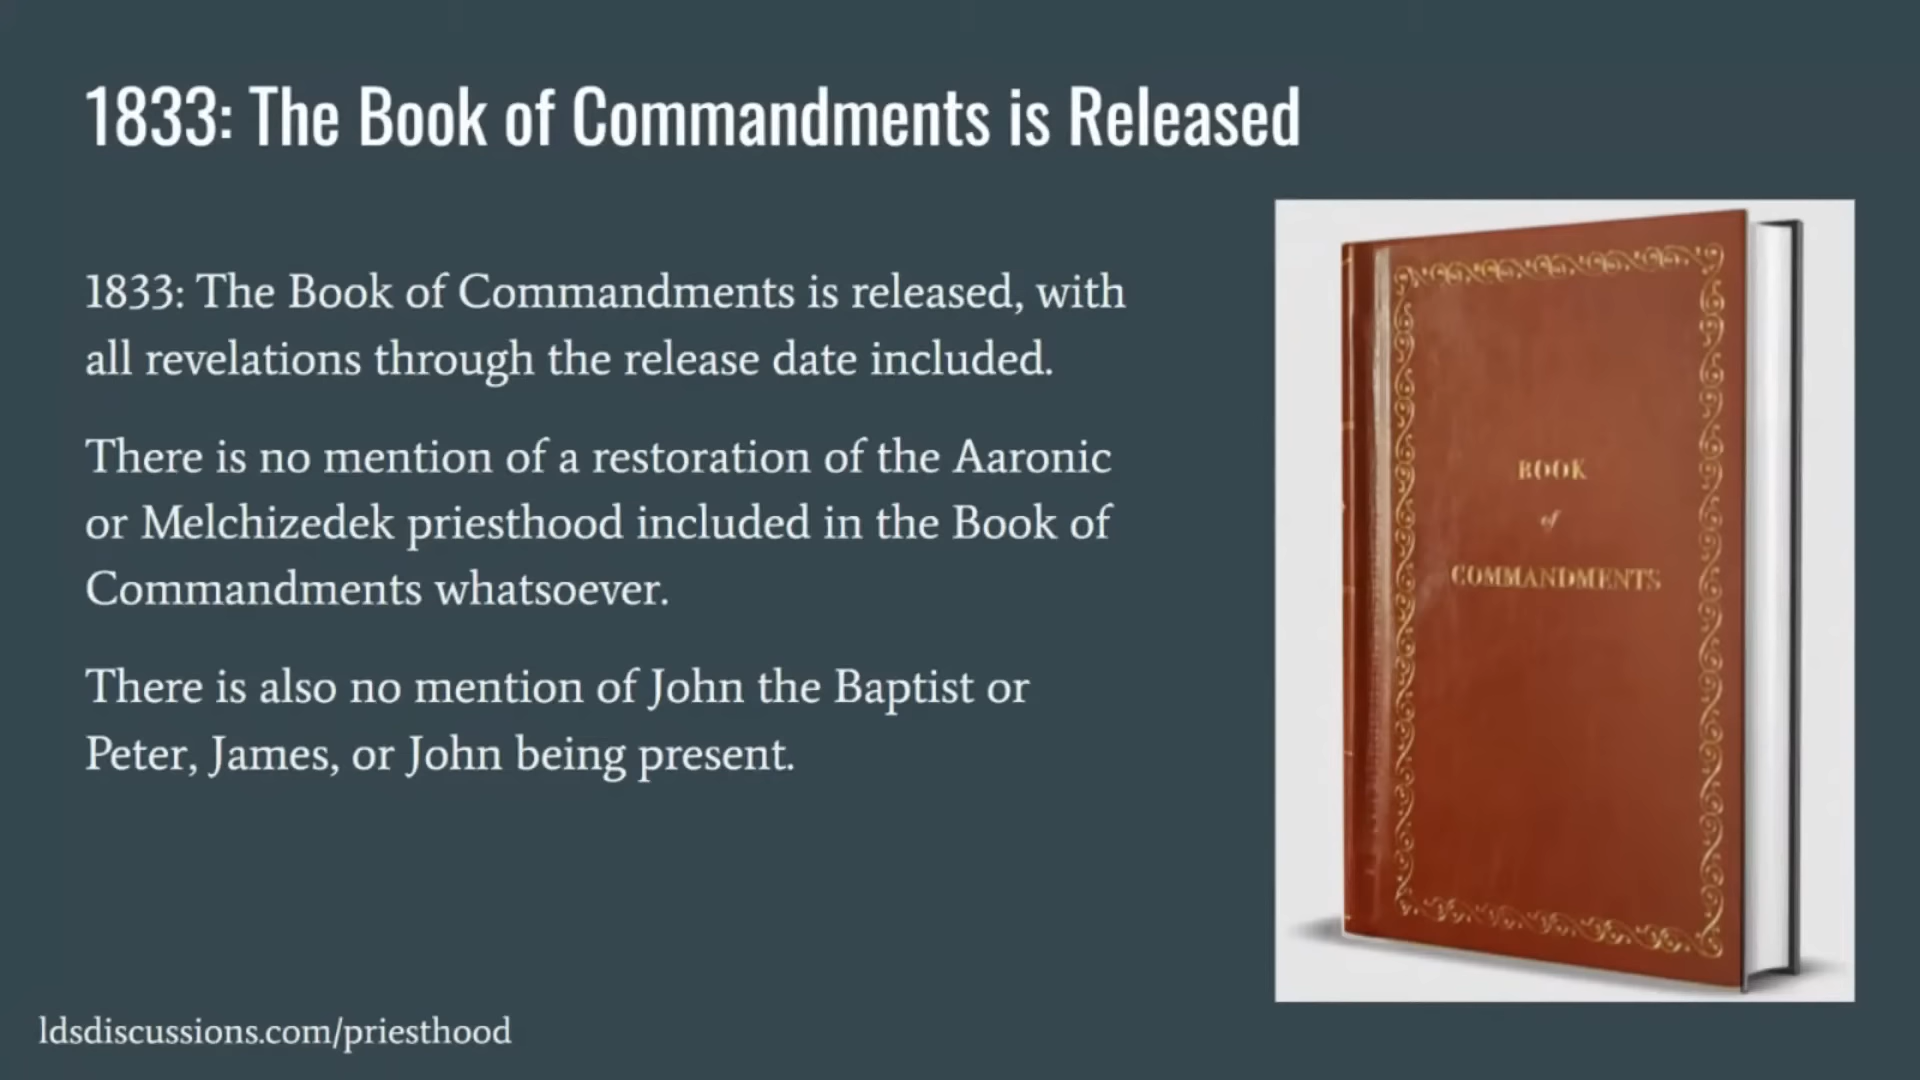 1833: The Book of Commandments is Released
1833: The Book of Commandments is released, with
all revelations through the release date included.
There is no mention of a restoration of the Aaronic
or Melchizedek priesthood included in the Book of
Commandments whatsoever.
There is also no mention of John the Baptist or
Peter, James, or John being present.
BOOK
of
COMMANDMENTS
ldsdiscussions.com/priesthood